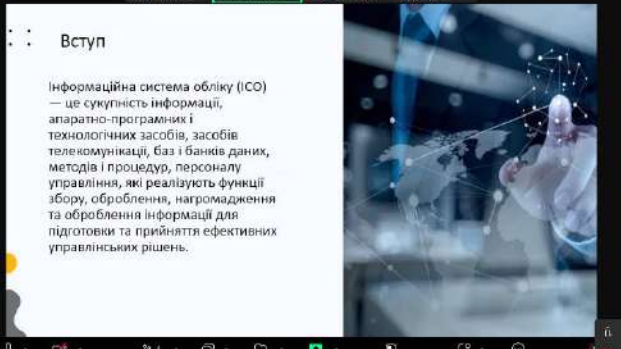 Вступ
Інформаційна система обліку (ІСО)
— це сукупність інформації,
апаратно-програмних і
технологічних засобів, засобів
телекомунікації, баз і банків даних,
методів і процедур, персоналу
управління, які реалізують функції
збору, оброблення, нагромадження
та оброблення інформації для
підготовки та прийняття ефективних
управлінських рішень.